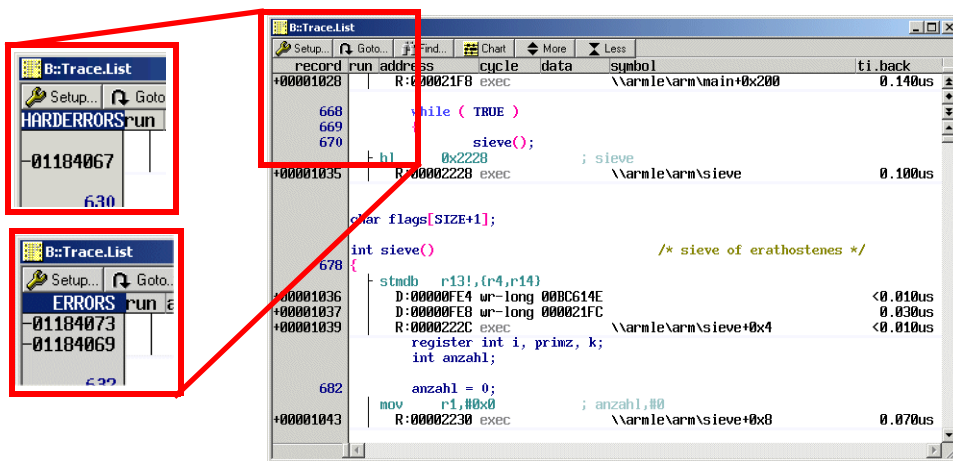 B::Trace.List
Setup... Goto
HARDERRORS run
-01184067
630
B::Trace.List
Setup... Goto..
ERRORS run a
-01184073
-01184069
632
B::Trace.List
Setup... Goto... Find... Chart More Less
record run address cycle data symbol ti.back
+00001028 R:000021F8 exec \\armle\arm\main+0x200 0.140us
668 while ( TRUE )
669 {
670 sieve();
bl 0x2228 ; sieve
+00001035 R:00002228 exec \\armle\arm\sieve 0.100us
char flags[SIZE+1];
int sieve() /* sieve of erathostenes */
678 {
stmdb r13!,{r4,r14}
+00001036 D:00000FE4 wr-long 00BC614E <0.010us
+00001037 D:00000FE8 wr-long 000021FC 0.030us
+00001039 R:0000222C exec \\armle\arm\sieve+0x4 <0.010us
register int i, primz, k;
int anzahl;
682 anzahl = 0;
mov r1,#0x0 ; anzahl,#0
+00001043 R:00002230 exec \\armle\arm\sieve+0x8 0.070us